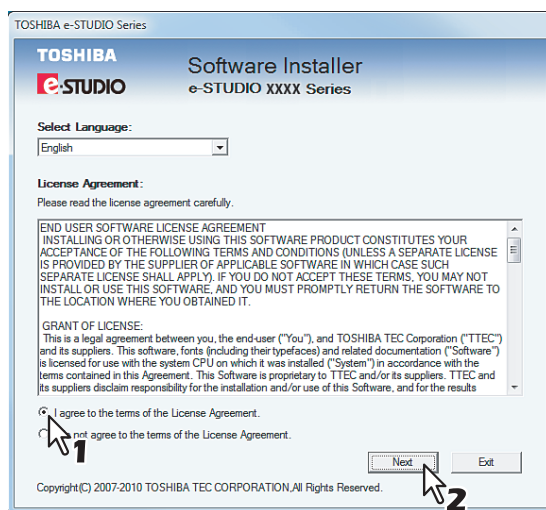 TOSHIBA e-STUDIO Series
TOSHIBA
e-STUDIO
Software Installer
e-STUDIO XXXX Series
Select Language:
English
License Agreement:
Please read the license agreement carefully.
END USER SOFTWARE LICENSE AGREEMENT
INSTALLING OR OTHERWISE USING THIS SOFTWARE PRODUCT CONSTITUTES YOUR
ACCEPTANCE OF THE FOLLOWING TERMS AND CONDITIONS (UNLESS A SEPARATE LICENSE
IS PROVIDED BY THE SUPPLIER OF APPLICABLE SOFTWARE IN WHICH CASE SUCH
SEPARATE LICENSE SHALL APPLY). IF YOU DO NOT ACCEPT THESE TERMS, YOU MAY NOT
INSTALL OR USE THIS SOFTWARE, AND YOU MUST PROMPTLY RETURN THE SOFTWARE TO
THE LOCATION WHERE YOU OBTAINED IT.
GRANT OF LICENSE:
This is a legal agreement between you, the end-user ("You"), and TOSHIBA TEC Corporation ("TTEC")
and its suppliers. This software, fonts (including their typefaces) and related documentation ("Software")
is licensed for use with the system CPU on which it was installed ("System") in accordance with the
terms contained in this Agreement. This Software is proprietary to TTEC and/or its suppliers. TTEC and
its suppliers disclaim responsibility for the installation and/or use of this Software, and for the results
I agree to the terms of the License Agreement.
not agree to the terms of the License Agreement.
1
Next
Exit
2
Copyright(C) 2007-2010 TOSHIBA TEC CORPORATION,All Rights Reserved.